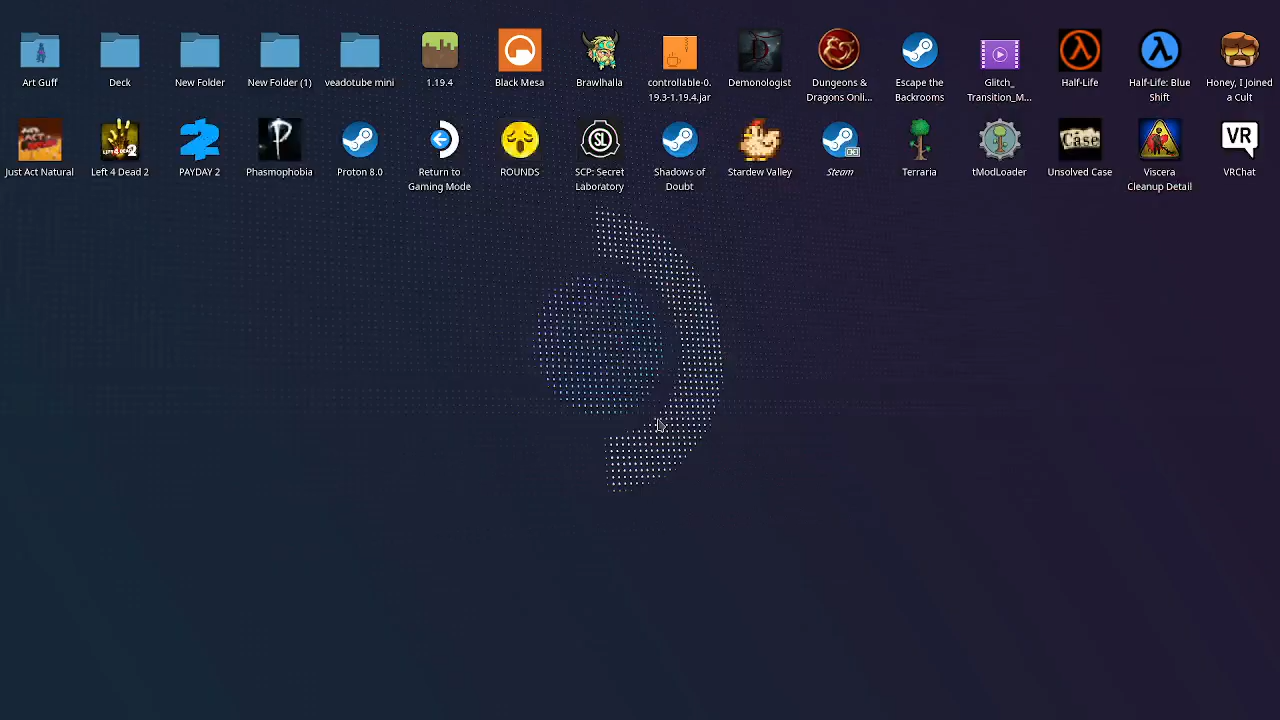 Art Guff
Deck
New Folder
New Folder (1)
veadotube mini
1.19.4
Black Mesa
Brawlhalla
controllable-0.
19.3-1.19.4.jar
Demonologist
Dungeons &
Dragons Onli...
Escape the
Backrooms
Glitch_
Transition_M...
Half-Life
Half-Life: Blue
Shift
Honey, I Joined
a Cult
Just Act Natural
Left 4 Dead 2
PAYDAY 2
Phasmophobia
Proton 8.0
Return to
Gaming Mode
ROUNDS
SL
SCP: Secret
Laboratory
Shadows of
Doubt
Stardew Valley
Steam
Terraria
tModLoader
Case
Unsolved Case
Viscera
Cleanup Detail
VR
VRChat